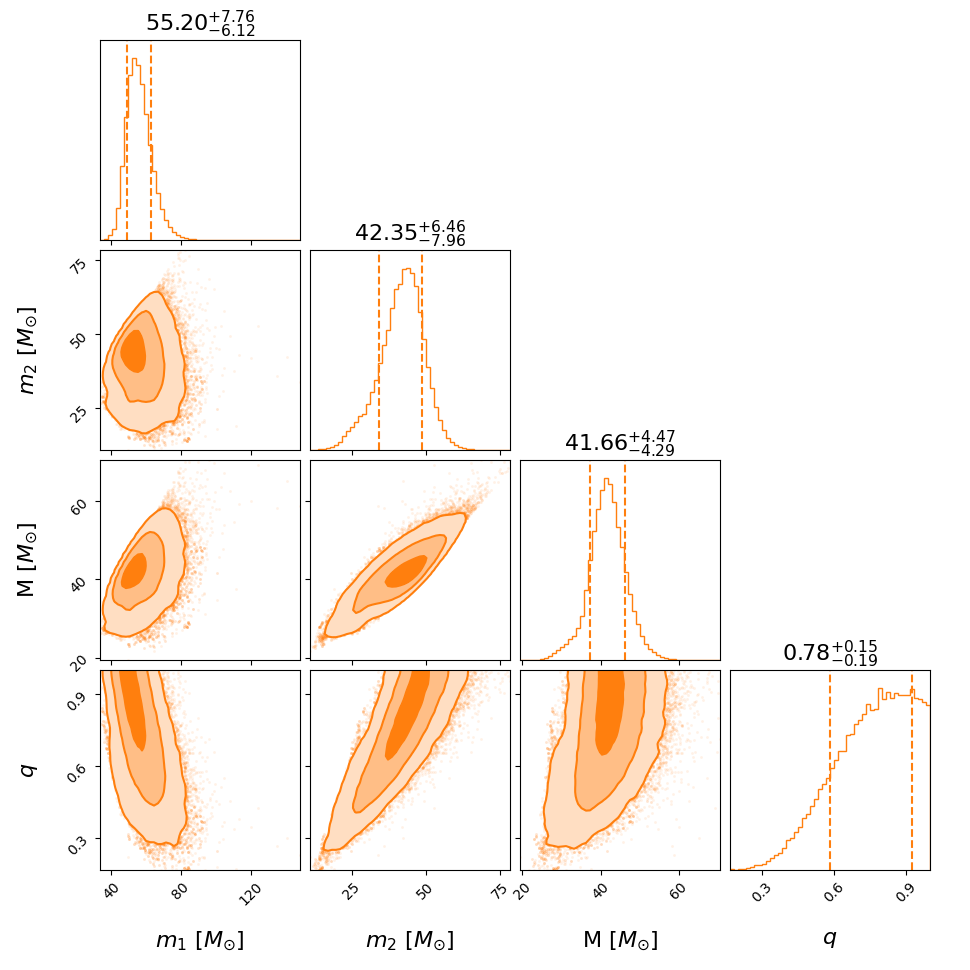 55.20^{+7.76}_{-6.12}
42.35^{+6.46}_{-7.96}
75
50
25
m_2 [M_⊙]
41.66^{+4.47}_{-4.29}
60
40
20
M [M_⊙]
0.78^{+0.15}_{-0.19}
0.9
0.6
0.3
q
40 80 120 25 50 75 20 40 60 0.3 0.6 0.9
m_1 [M_⊙] m_2 [M_⊙] M [M_⊙] q